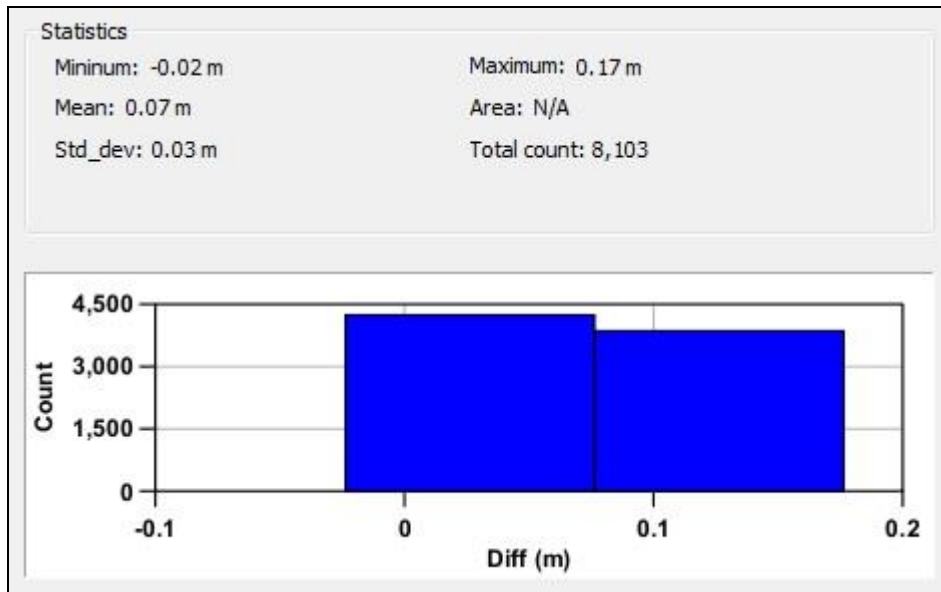 Statistics
Mininum: -0.02 m
Maximum: 0.17 m
Mean: 0.07 m
Area: N/A
Std_dev: 0.03 m
Total count: 8,103
4,500
3,000
1,500
0
Count
-0.1
0
0.1
0.2
Diff (m)